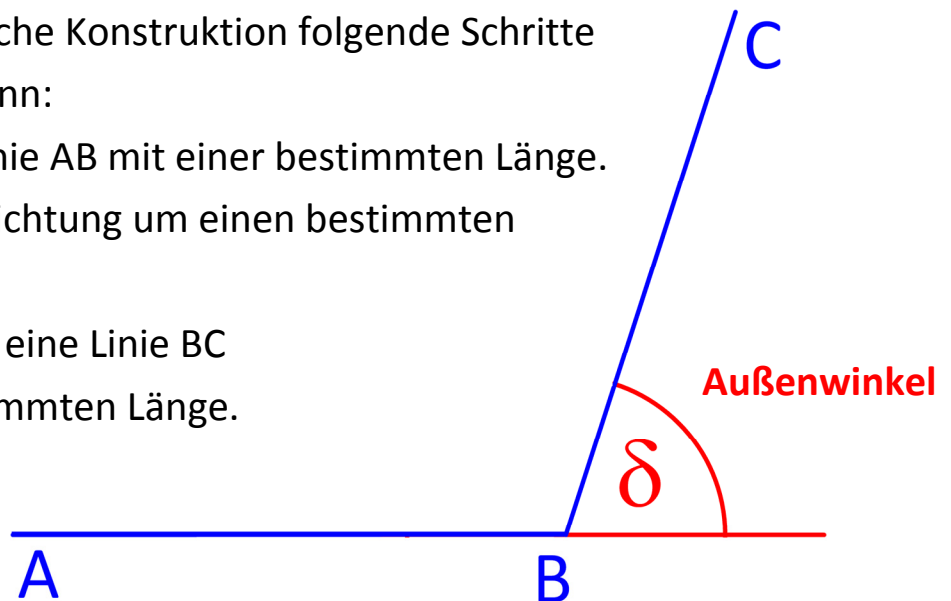 che Konstruktion folgende Schritte
nn:
nie AB mit einer bestimmten Länge.
ichtung um einen bestimmten
eine Linie BC
mmten Länge.
C
Außenwinkel
δ
A
B